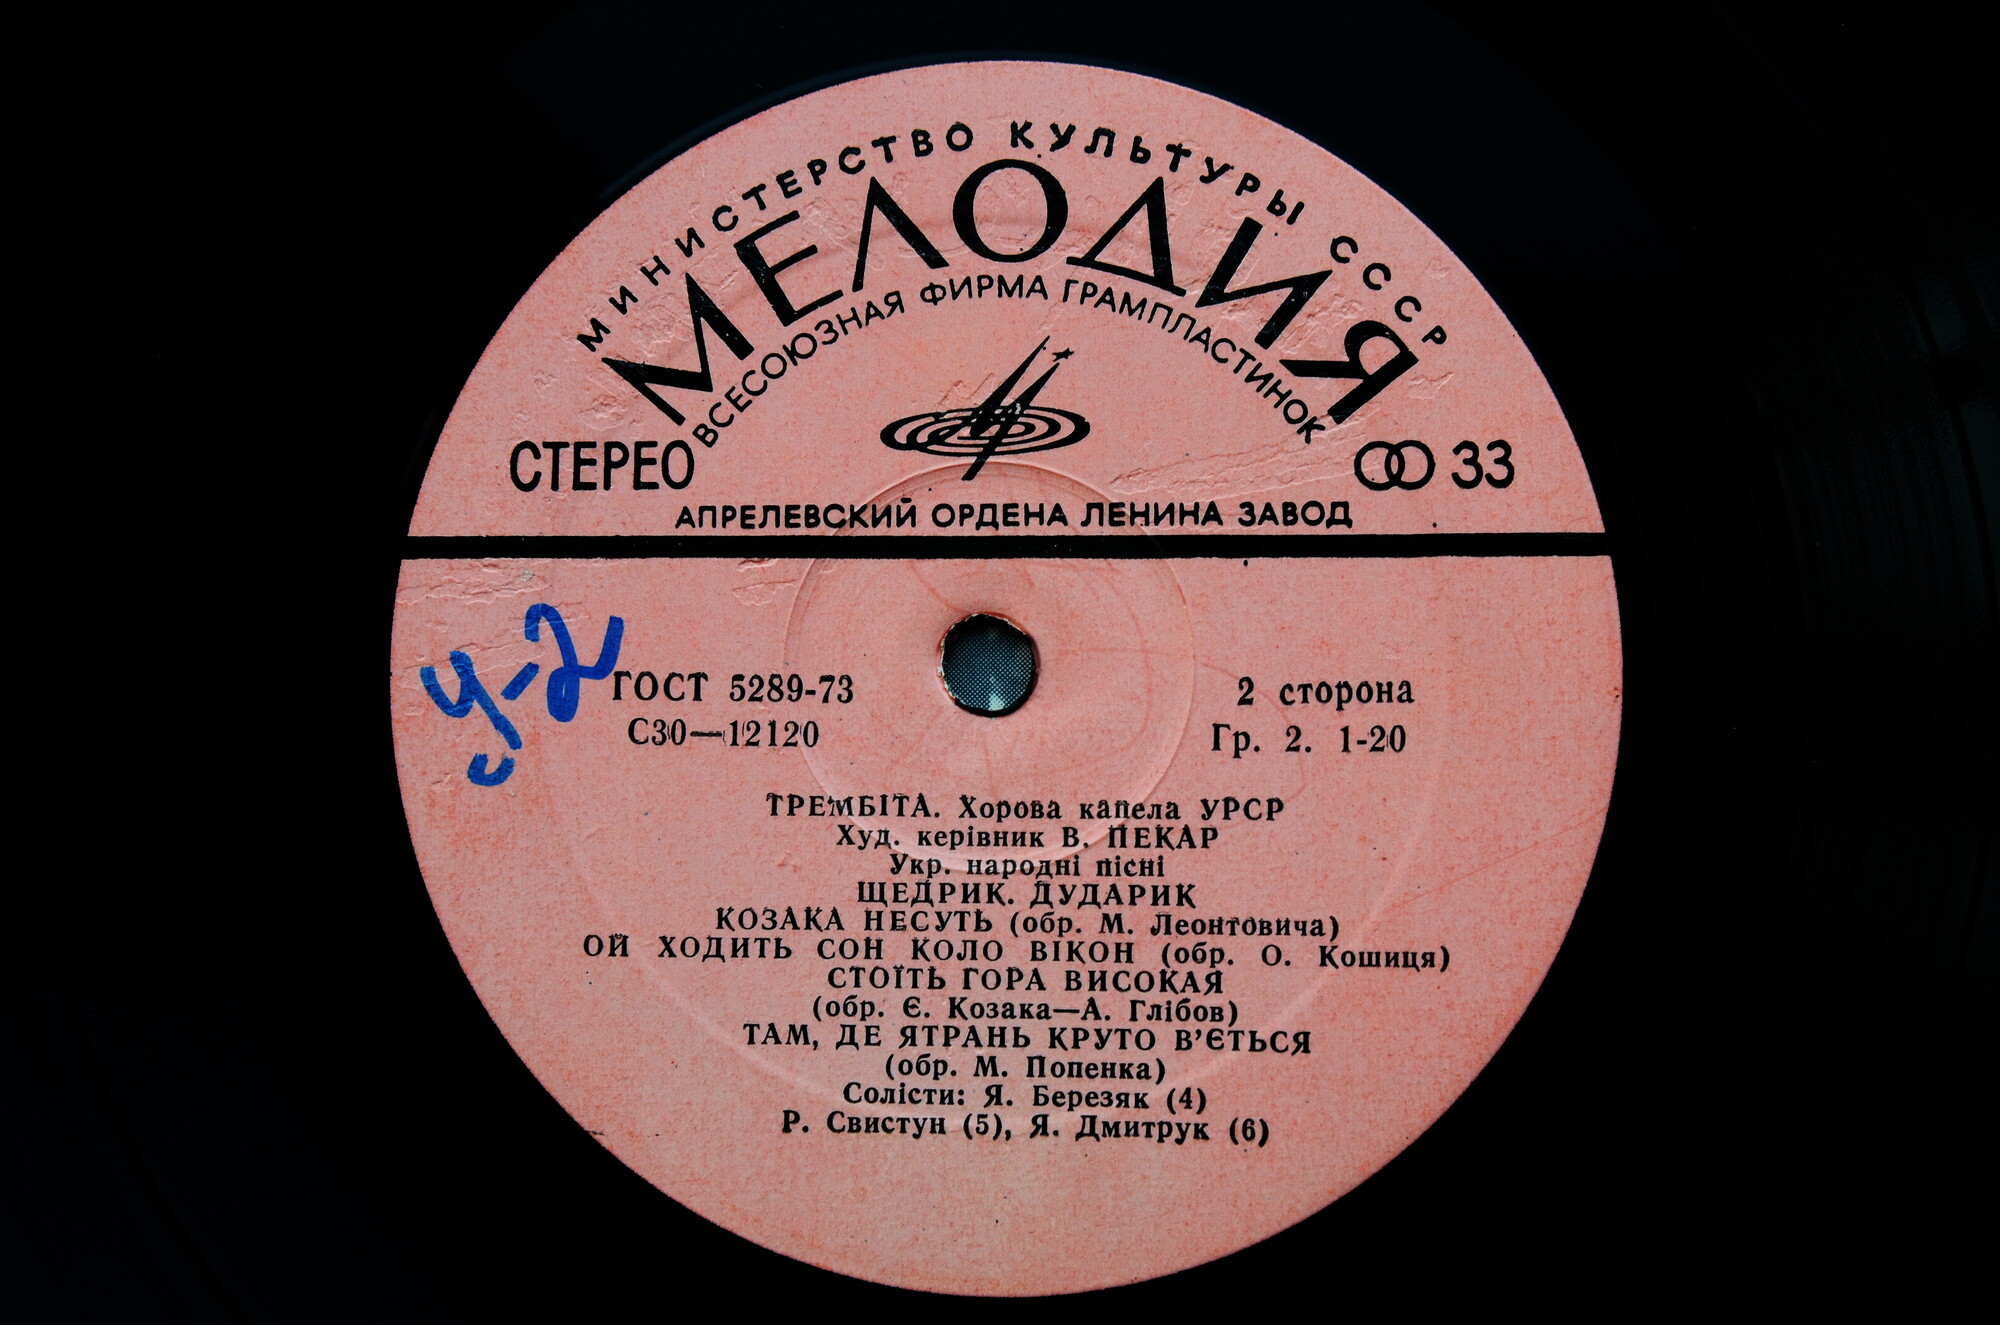 МИНИСТЕРСТВО КУЛЬТУРЫ СССР
МЕЛОДИЯ
ВСЕСОЮЗНАЯ ФИРМА ГРАМПЛАСТИНОК
СТЕРЕО 33
АПРЕЛЕВСКИЙ ОРДЕНА ЛЕНИНА ЗАВОД
У-2
ГОСТ 5289-73 2 сторона
С30—12120 Гр. 2. 1-20
ТРЕМБІТА. Хорова капела УРСР
Худ. керівник В. ПЕКАР
Укр. народні пісні
ЩЕДРИК. ДУДАРИК
КОЗАКА НЕСУТЬ (обр. М. Леонтовича)
ОЙ ХОДИТЬ СОН КОЛО ВІКОН (обр. О. Кошиця)
СТОЇТЬ ГОРА ВИСОКАЯ
(обр. Є. Козака—А. Глібов)
ТАМ, ДЕ ЯТРАНЬ КРУТО В’ЄТЬСЯ
(обр. М. Попенка)
Солісти: Я. Березяк (4)
Р. Свистун (5), Я. Дмитрук (6)